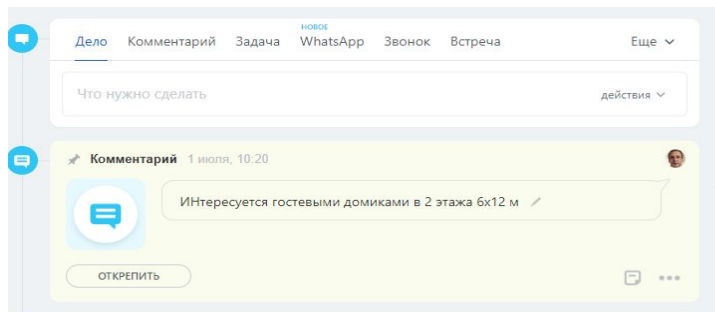 НОВОЕ
Дело Комментарий Задача WhatsApp Звонок Встреча Еще
Что нужно сделать действия
Комментарий 1 июля, 10:20
ИНтересуется гостевыми домиками в 2 этажа 6х12 м
ОТКРЕПИТЬ